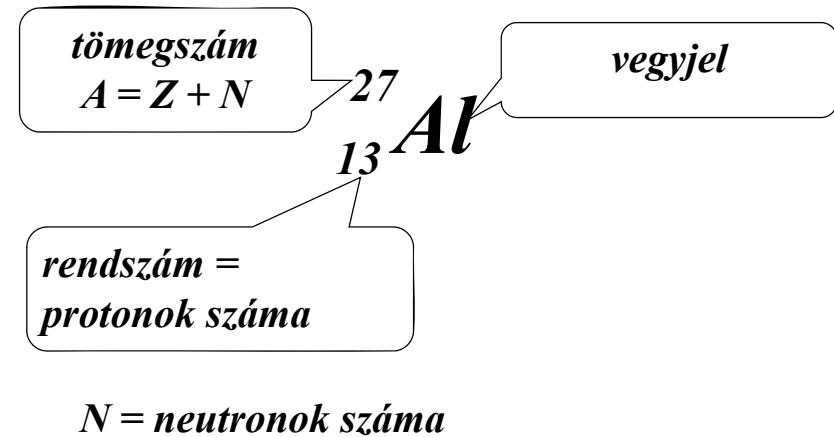 tömegszám
A = Z + N
vegyjel
27
13 Al
rendszám =
protonok száma
N = neutronok száma